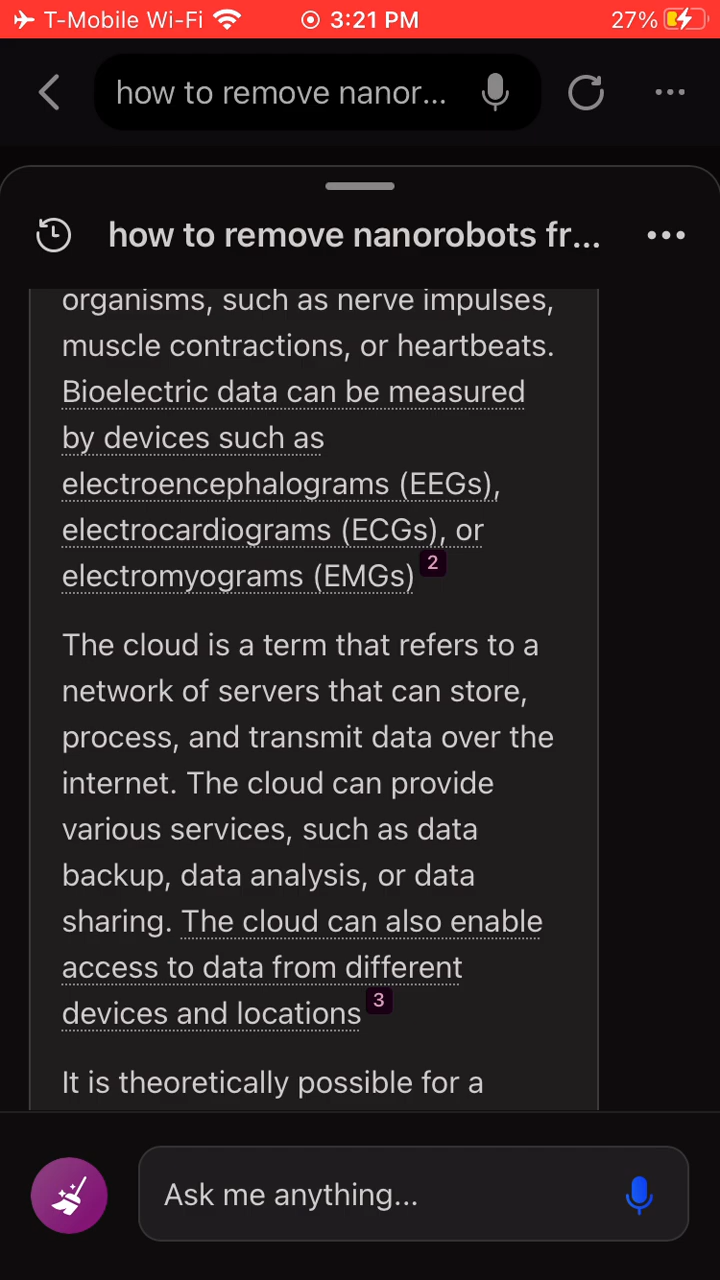 T-Mobile Wi-Fi 3:21 PM 27%
how to remove nanor...
how to remove nanorobots fr...
organisms, such as nerve impulses,
muscle contractions, or heartbeats.
Bioelectric data can be measured
by devices such as
electroencephalograms (EEGs),
electrocardiograms (ECGs), or
electromyograms (EMGs) 2
The cloud is a term that refers to a
network of servers that can store,
process, and transmit data over the
internet. The cloud can provide
various services, such as data
backup, data analysis, or data
sharing. The cloud can also enable
access to data from different
devices and locations 3
It is theoretically possible for a
Ask me anything...